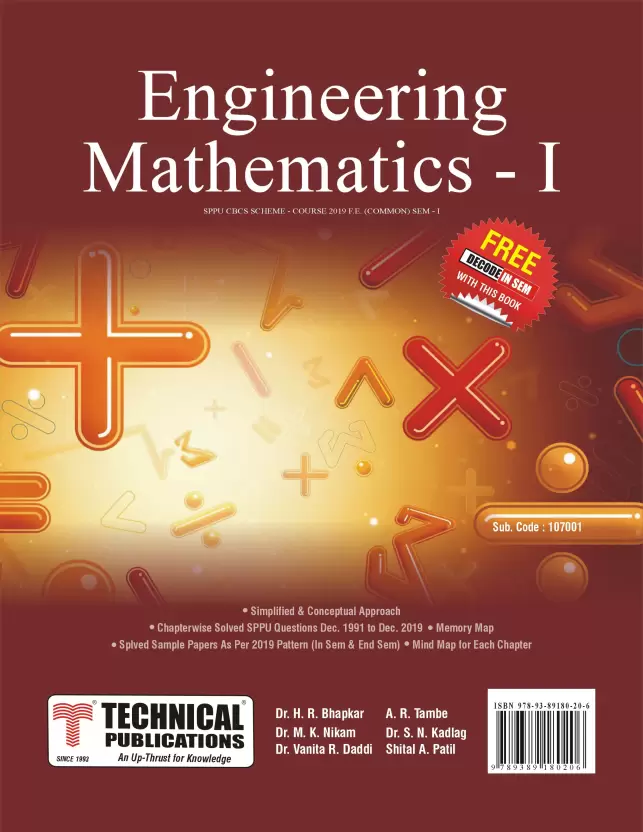 Engineering
Mathematics - I
SPPU CBCS SCHEME - COURSE 2019 F.E. (COMMON) SEM - I
FREE
DECODE IN SEM
WITH THIS BOOK
Sub. Code : 107001
• Simplified & Conceptual Approach
• Chapterwise Solved SPPU Questions Dec. 1991 to Dec. 2019 • Memory Map
• Splved Sample Papers As Per 2019 Pattern (In Sem & End Sem) • Mind Map for Each Chapter
TECHNICAL®
PUBLICATIONS
SINCE 1993 An Up-Thrust for Knowledge
Dr. H. R. Bhapkar A. R. Tambe
Dr. M. K. Nikam Dr. S. N. Kadlag
Dr. Vanita R. Daddi Shital A. Patil
ISBN 978-93-89180-20-6
9 789389 180206